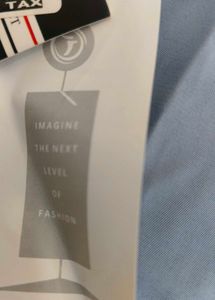 TAX
IMAGINE
THE NEXT
LEVEL
OF
FASHION